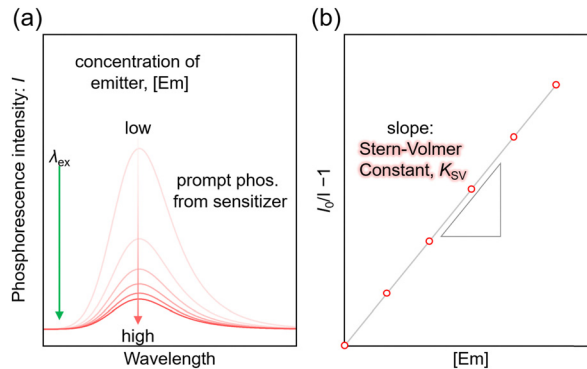 (a)
concentration of
emitter, [Em]
low
λex
prompt phos.
from sensitizer
high
Phosphorescence intensity: I
Wavelength
(b)
slope:
Stern-Volmer
Constant, KSV
I0/I −1
[Em]